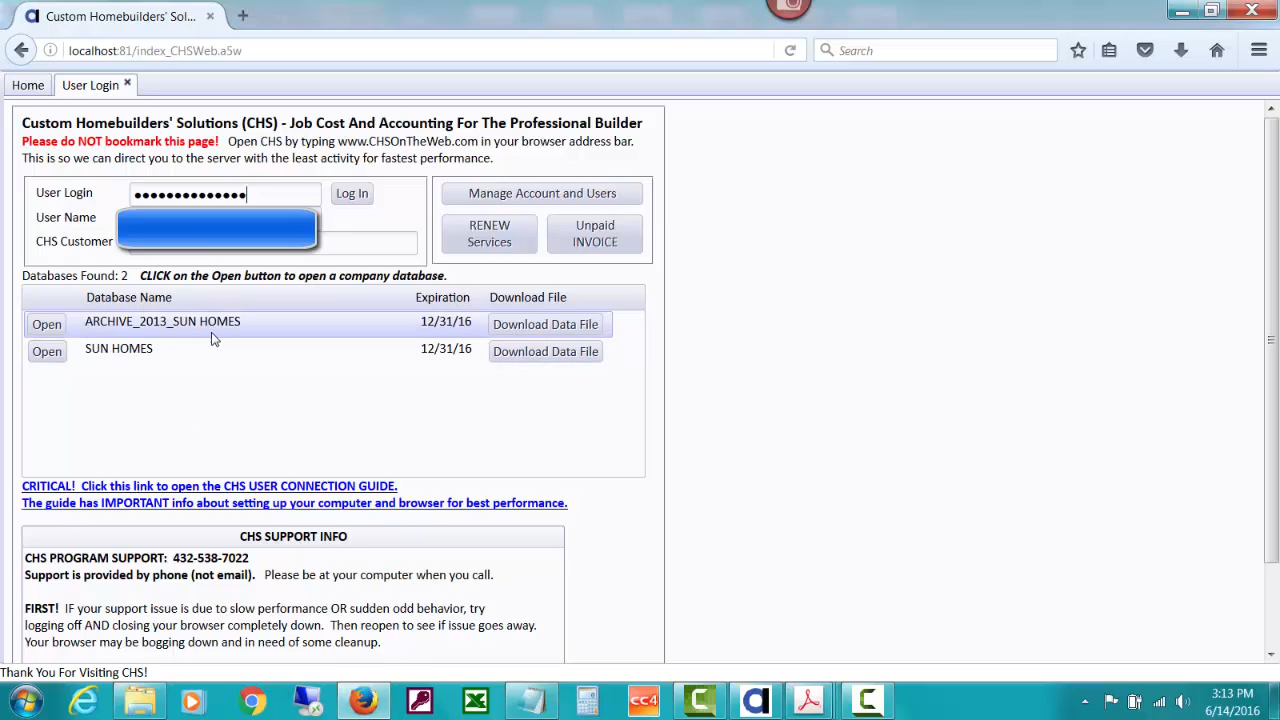 Custom Homebuilders' Sol...
localhost:81/index_CHSWeb.a5w
Search
Home
User Login
Custom Homebuilders' Solutions (CHS) - Job Cost And Accounting For The Professional Builder
Please do NOT bookmark this page! Open CHS by typing www.CHSOnTheWeb.com in your browser address bar.
This is so we can direct you to the server with the least activity for fastest performance.
User Login
Log In
User Name
CHS Customer
Manage Account and Users
RENEW
Services
Unpaid
INVOICE
Databases Found: 2 CLICK on the Open button to open a company database.
Database Name Expiration Download File
Open ARCHIVE_2013_SUN HOMES 12/31/16 Download Data File
Open SUN HOMES 12/31/16 Download Data File
CRITICAL! Click this link to open the CHS USER CONNECTION GUIDE.
The guide has IMPORTANT info about setting up your computer and browser for best performance.
CHS SUPPORT INFO
CHS PROGRAM SUPPORT: 432-538-7022
Support is provided by phone (not email). Please be at your computer when you call.
FIRST! IF your support issue is due to slow performance OR sudden odd behavior, try
logging off AND closing your browser completely down. Then reopen to see if issue goes away.
Your browser may be bogging down and in need of some cleanup.
Thank You For Visiting CHS!
CC4
3:13 PM
6/14/2016